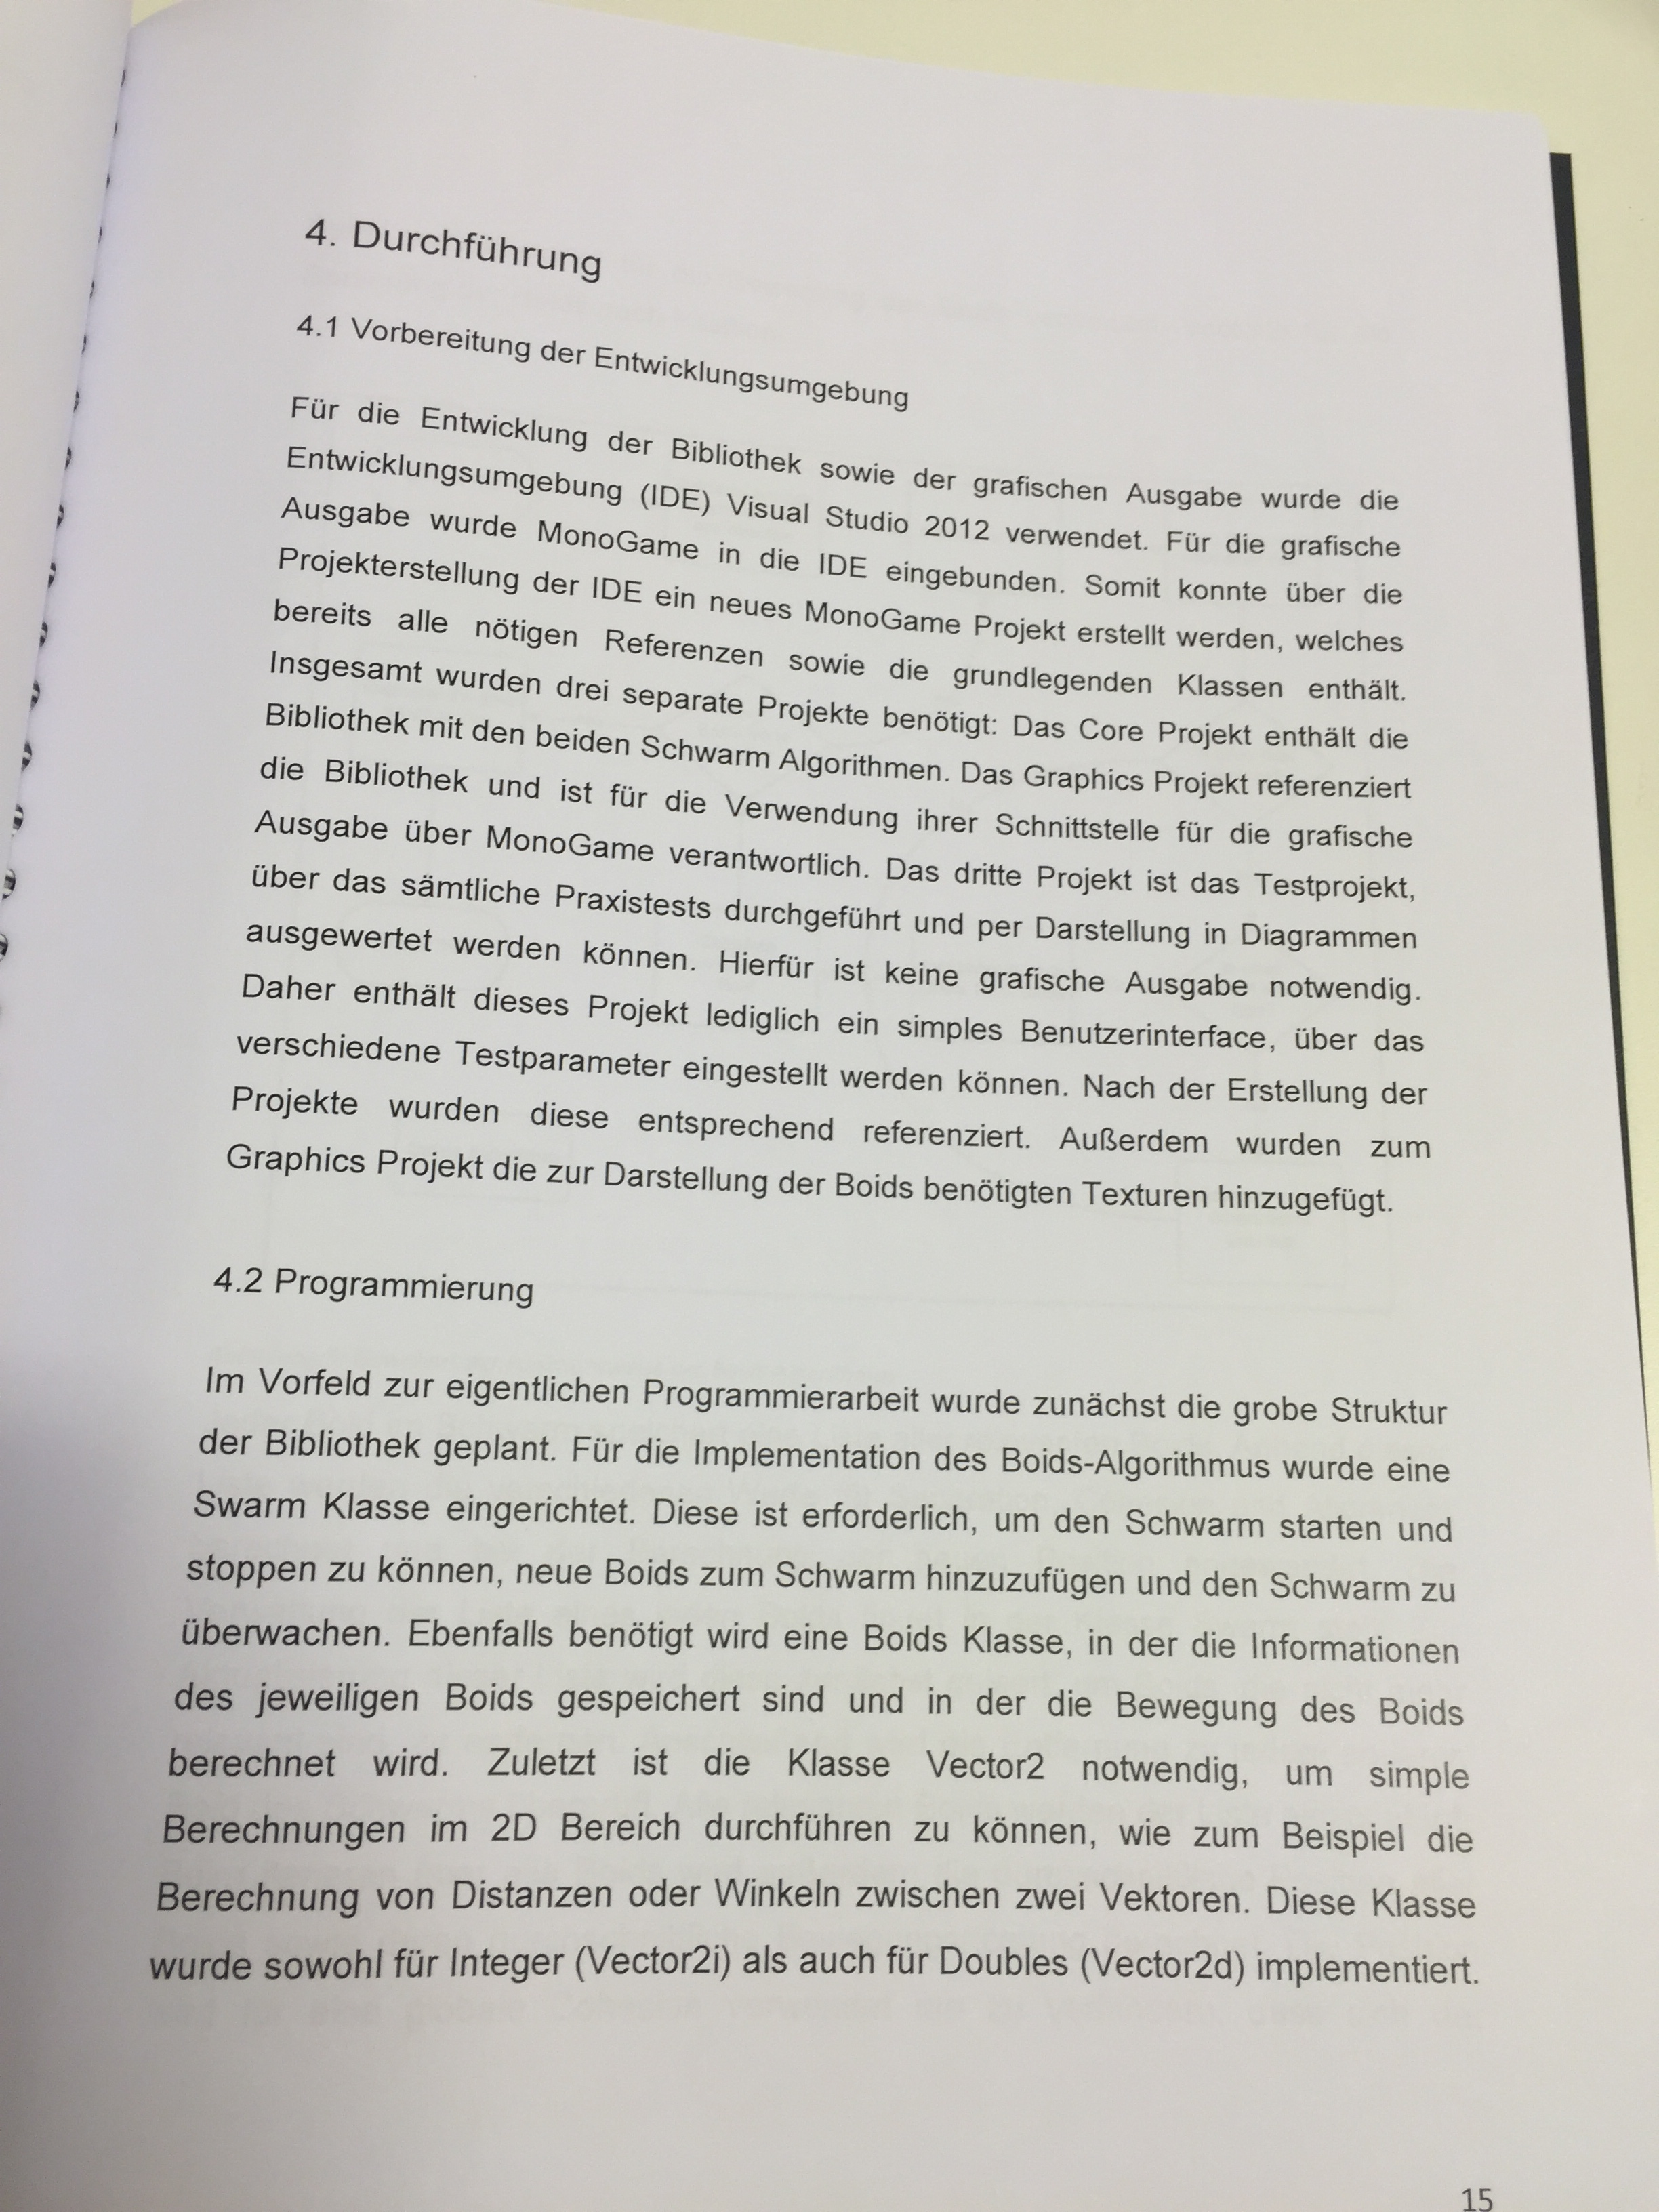 4. Durchführung
4.1 Vorbereitung der Entwicklungsumgebung
Für die Entwicklung der Bibliothek sowie der grafischen Ausgabe wurde die
Entwicklungsumgebung (IDE) Visual Studio 2012 verwendet. Für die grafische
Ausgabe wurde MonoGame in die IDE eingebunden. Somit konnte über die
Projekterstellung der IDE ein neues MonoGame Projekt erstellt werden, welches
bereits alle nötigen Referenzen sowie die grundlegenden Klassen enthält.
Insgesamt wurden drei separate Projekte benötigt: Das Core Projekt enthält die
Bibliothek mit den beiden Schwarm Algorithmen. Das Graphics Projekt referenziert
die Bibliothek und ist für die Verwendung ihrer Schnittstelle für die grafische
Ausgabe über MonoGame verantwortlich. Das dritte Projekt ist das Testprojekt,
über das sämtliche Praxistests durchgeführt und per Darstellung in Diagrammen
ausgewertet werden können. Hierfür ist keine grafische Ausgabe notwendig.
Daher enthält dieses Projekt lediglich ein simples Benutzerinterface, über das
verschiedene Testparameter eingestellt werden können. Nach der Erstellung der
Projekte wurden diese entsprechend referenziert. Außerdem wurden zum
Graphics Projekt die zur Darstellung der Boids benötigten Texturen hinzugefügt.
4.2 Programmierung
Im Vorfeld zur eigentlichen Programmierarbeit wurde zunächst die grobe Struktur
der Bibliothek geplant. Für die Implementation des Boids-Algorithmus wurde eine
Swarm Klasse eingerichtet. Diese ist erforderlich, um den Schwarm starten und
stoppen zu können, neue Boids zum Schwarm hinzuzufügen und den Schwarm zu
überwachen. Ebenfalls benötigt wird eine Boids Klasse, in der die Informationen
des jeweiligen Boids gespeichert sind und in der die Bewegung des Boids
berechnet wird. Zuletzt ist die Klasse Vector2 notwendig, um simple
Berechnungen im 2D Bereich durchführen zu können, wie zum Beispiel die
Berechnung von Distanzen oder Winkeln zwischen zwei Vektoren. Diese Klasse
wurde sowohl für Integer (Vector2i) als auch für Doubles (Vector2d) implementiert.
15